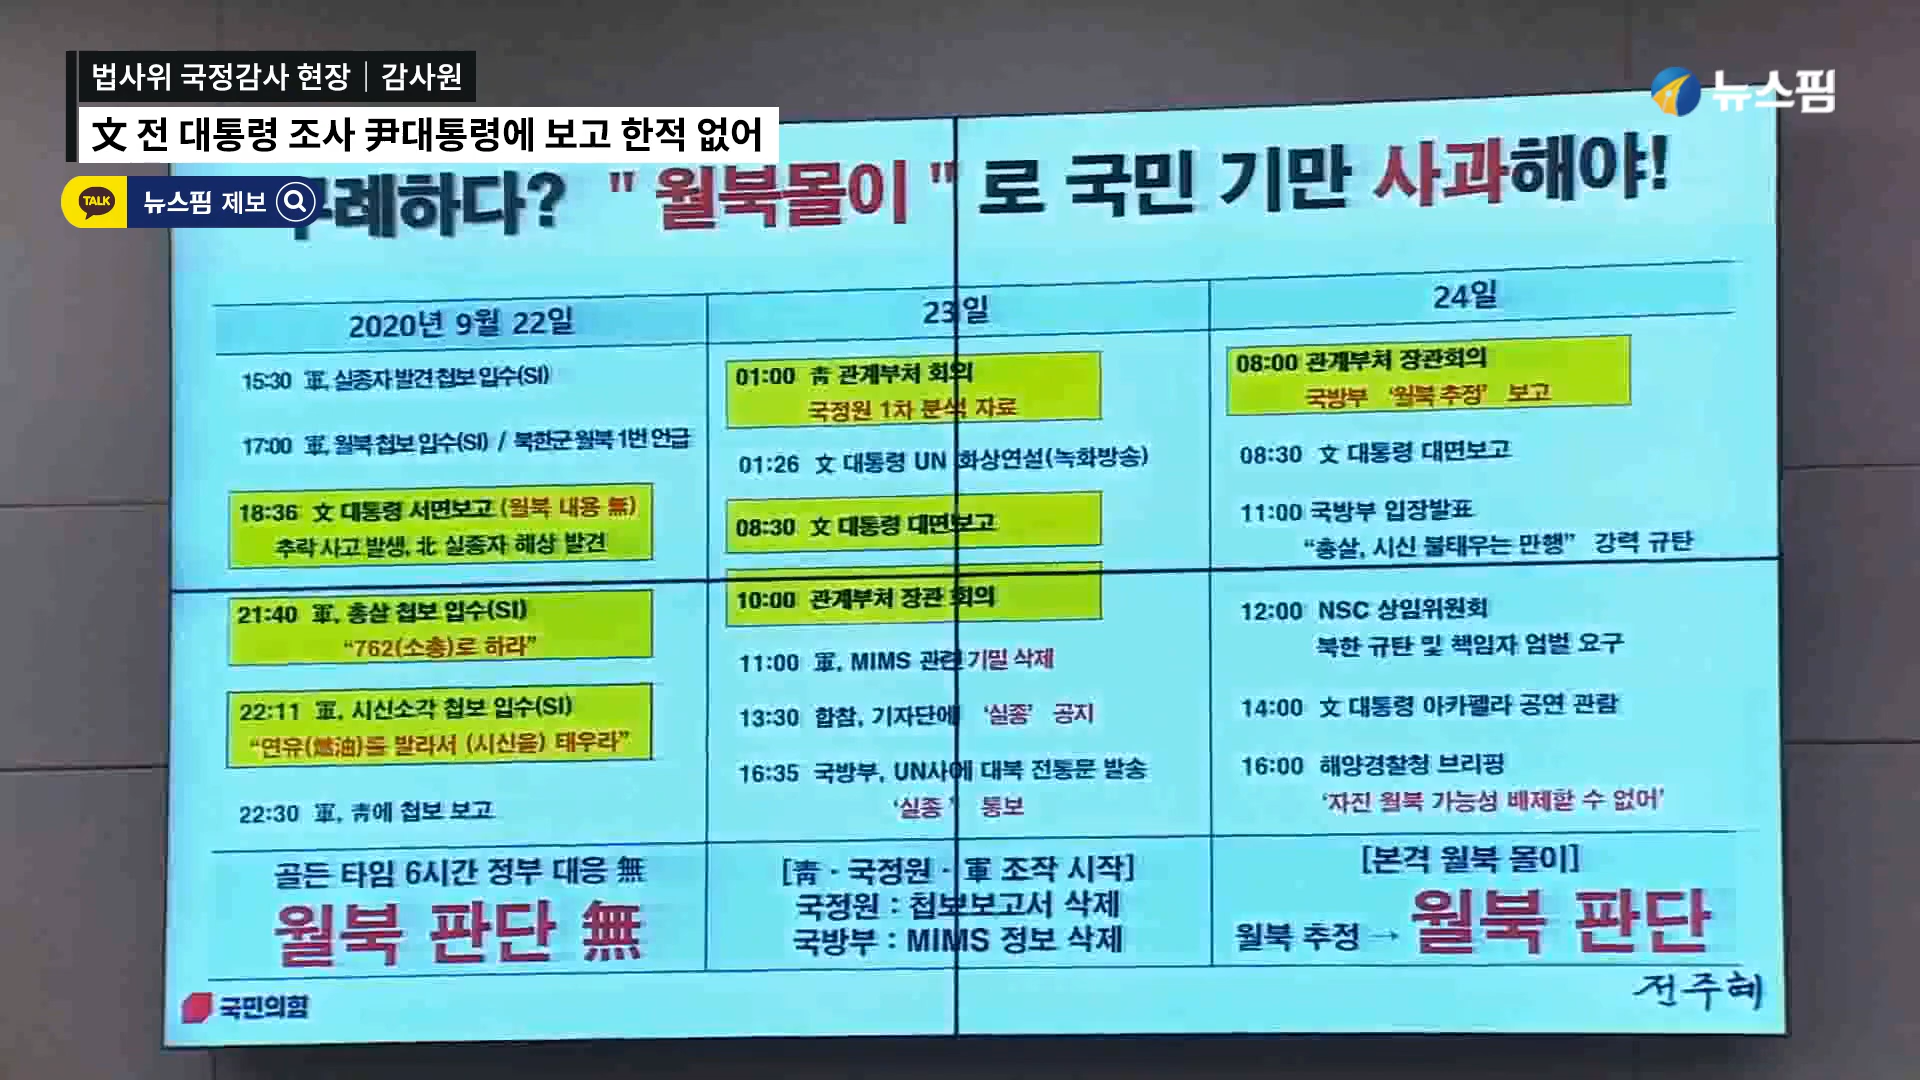 법사위 국정감사 현장 | 감사원
뉴스핌
文 전 대통령 조사 尹대통령에 보고 한적 없어
TALK 뉴스핌 제보
무례하다? "월북몰이"로 국민 기만 사과해야!
2020년 9월 22일
15:30 軍, 실종자 발견 첩보 입수(SI)
17:00 軍, 월북 첩보 입수(SI) / 북한군 월북 1번 언급
18:36 文 대통령 서면보고 (월북 내용 無)
추락 사고 발생, 北 실종자 해상 발견
21:40 軍, 총살 첩보 입수(SI)
“762(소총)로 하라”
22:11 軍, 시신소각 첩보 입수(SI)
“연유(燃油)를 발라서 (시신을) 태우라”
22:30 軍, 靑에 첩보 보고
골든 타임 6시간 정부 대응 無
월북 판단 無
23일
01:00 靑 관계부처 회의
국정원 1차 분석 자료
01:26 文 대통령 UN 화상연설(녹화방송)
08:30 文 대통령 대면보고
10:00 관계부처 장관 회의
11:00 軍, MIMS 관련 기밀 삭제
13:30 합참, 기자단에 ‘실종’ 공지
16:35 국방부, UN사에 대북 전통문 발송
‘실종’ 통보
[靑·국정원·軍 조작 시작]
국정원 : 첩보보고서 삭제
국방부 : MIMS 정보 삭제
24일
08:00 관계부처 장관회의
국방부 ‘월북 추정’ 보고
08:30 文 대통령 대면보고
11:00 국방부 입장발표
“총살, 시신 불태우는 만행” 강력 규탄
12:00 NSC 상임위원회
북한 규탄 및 책임자 엄벌 요구
14:00 文 대통령 아카펠라 공연 관람
16:00 해양경찰청 브리핑
‘자진 월북 가능성 배제할 수 없어’
[본격 월북 몰이]
월북 추정 → 월북 판단
국민의힘
전주혜